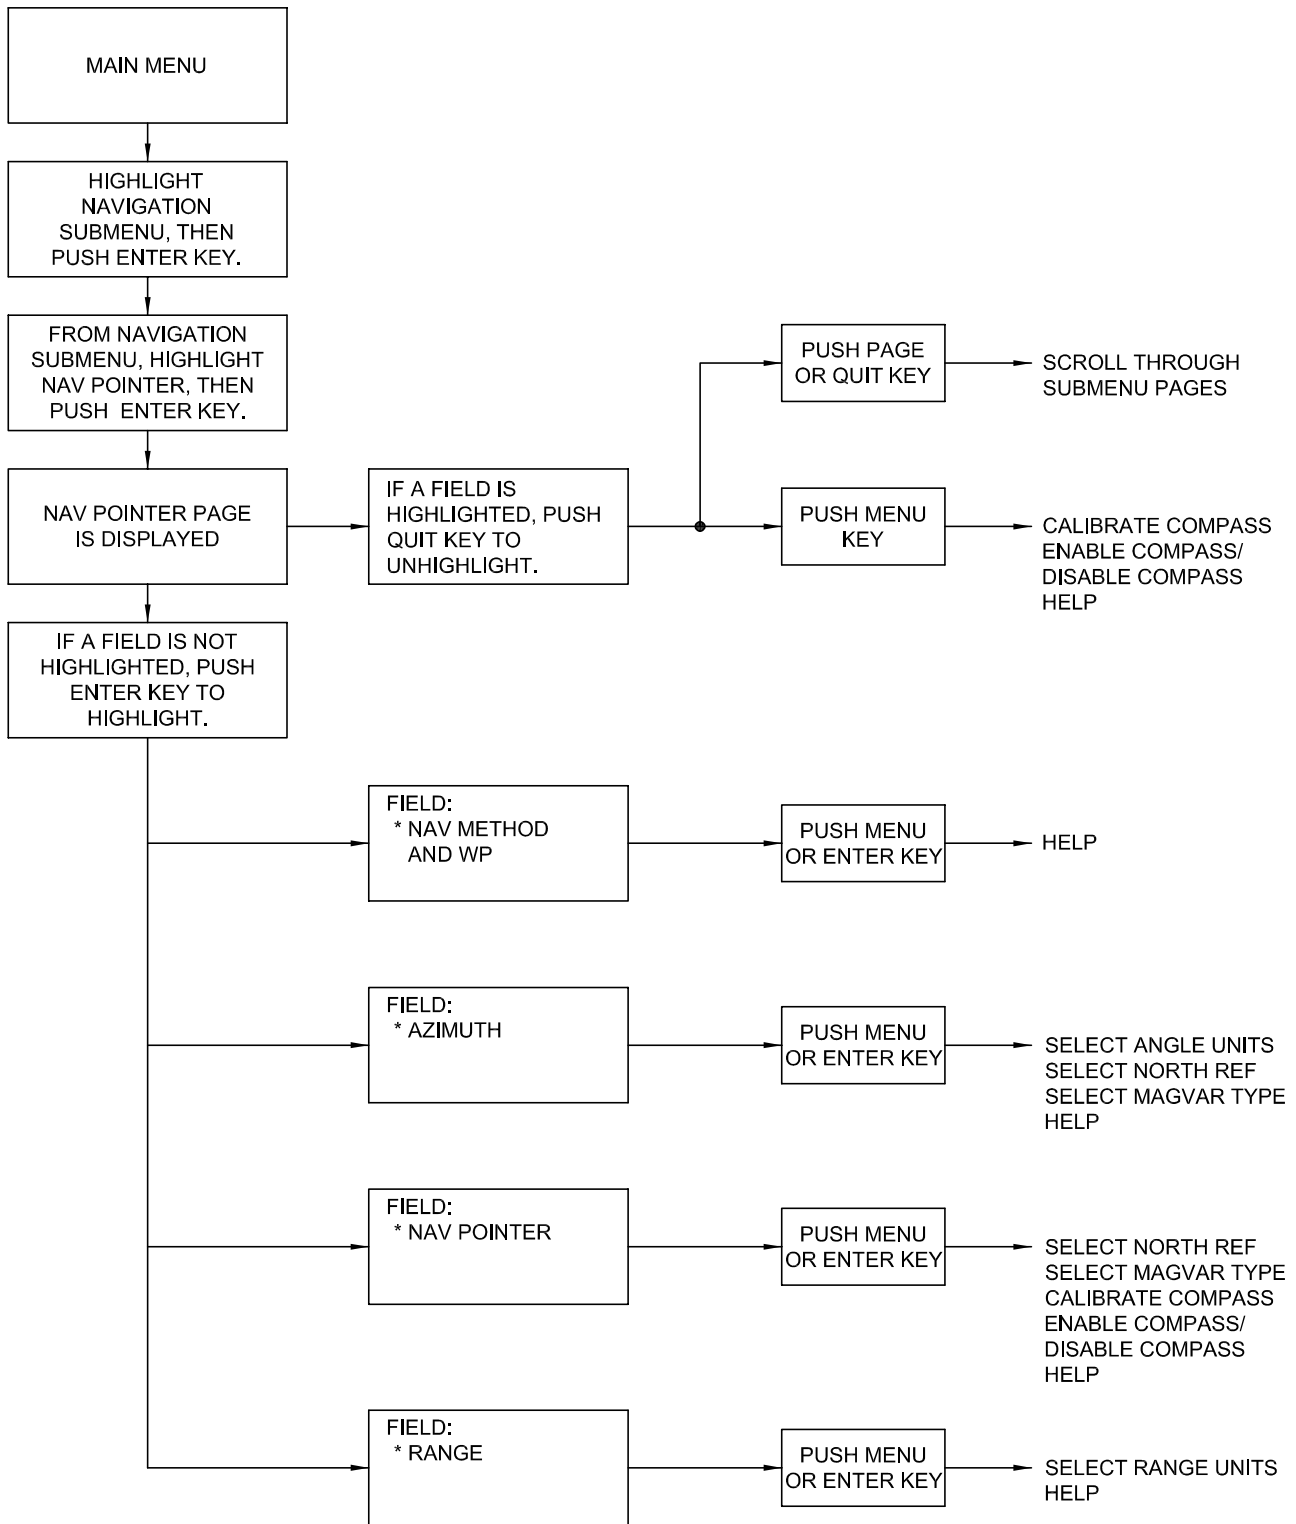 MAIN MENU
HIGHLIGHT
NAVIGATION
SUBMENU, THEN
PUSH ENTER KEY.
FROM NAVIGATION
SUBMENU, HIGHLIGHT
NAV POINTER, THEN
PUSH ENTER KEY.
NAV POINTER PAGE
IS DISPLAYED
IF A FIELD IS
HIGHLIGHTED, PUSH
QUIT KEY TO
UNHIGHLIGHT.
PUSH PAGE
OR QUIT KEY
SCROLL THROUGH
SUBMENU PAGES
PUSH MENU
KEY
CALIBRATE COMPASS
ENABLE COMPASS/
DISABLE COMPASS
HELP
IF A FIELD IS NOT
HIGHLIGHTED, PUSH
ENTER KEY TO
HIGHLIGHT.
FIELD:
* NAV METHOD
AND WP
PUSH MENU
OR ENTER KEY
HELP
FIELD:
* AZIMUTH
PUSH MENU
OR ENTER KEY
SELECT ANGLE UNITS
SELECT NORTH REF
SELECT MAGVAR TYPE
HELP
FIELD:
* NAV POINTER
PUSH MENU
OR ENTER KEY
SELECT NORTH REF
SELECT MAGVAR TYPE
CALIBRATE COMPASS
ENABLE COMPASS/
DISABLE COMPASS
HELP
FIELD:
* RANGE
PUSH MENU
OR ENTER KEY
SELECT RANGE UNITS
HELP